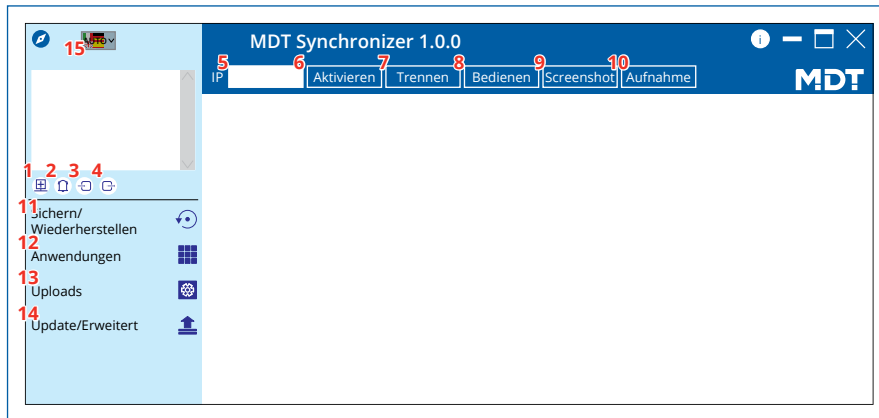 MDT Synchronizer 1.0.0
i
15
5 6 7 8 9 10
IP Aktivieren Trennen Bedienen Screenshot Aufnahme
MDT
1 2 3 4
11
Sichern/
Wiederherstellen
12
Anwendungen
13
Uploads
14
Update/Erweitert